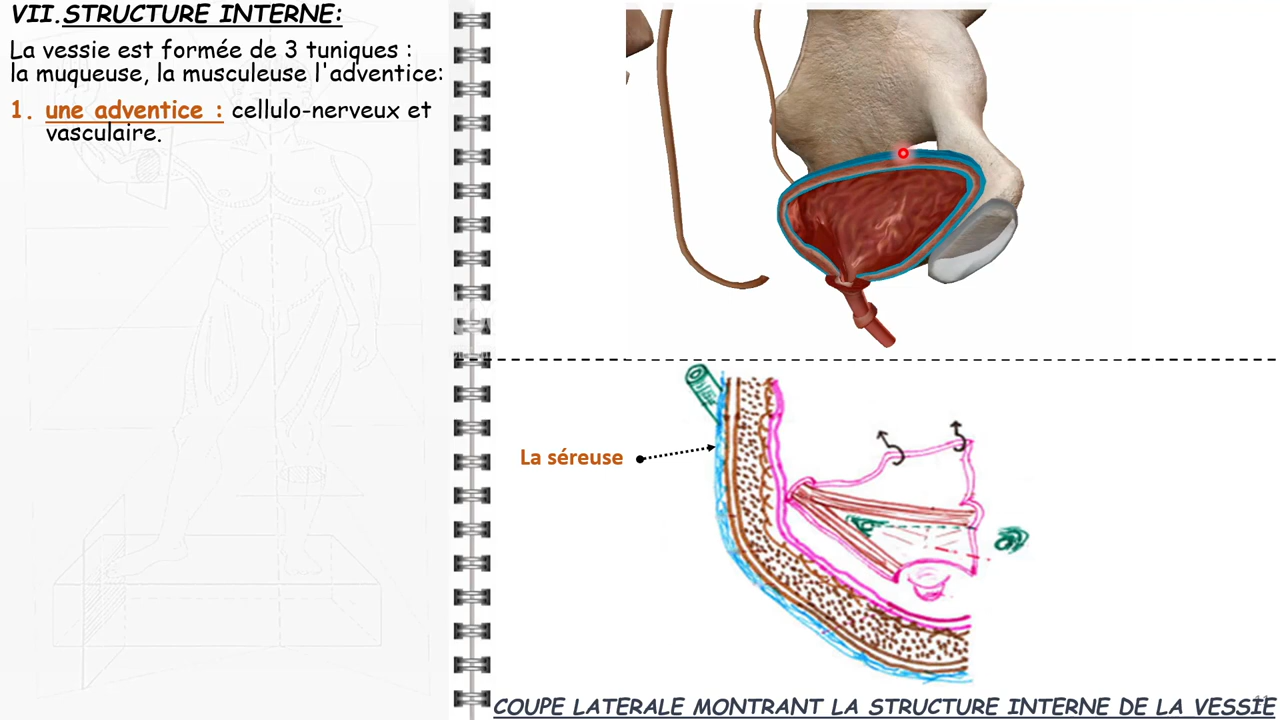 VII.STRUCTURE INTERNE:
La vessie est formée de 3 tuniques :
la muqueuse, la musculeuse l'adventice:
1. une adventice : cellulo-nerveux et
vasculaire.
La séreuse
COUPE LATERALE MONTRANT LA STRUCTURE INTERNE DE LA VESSIE